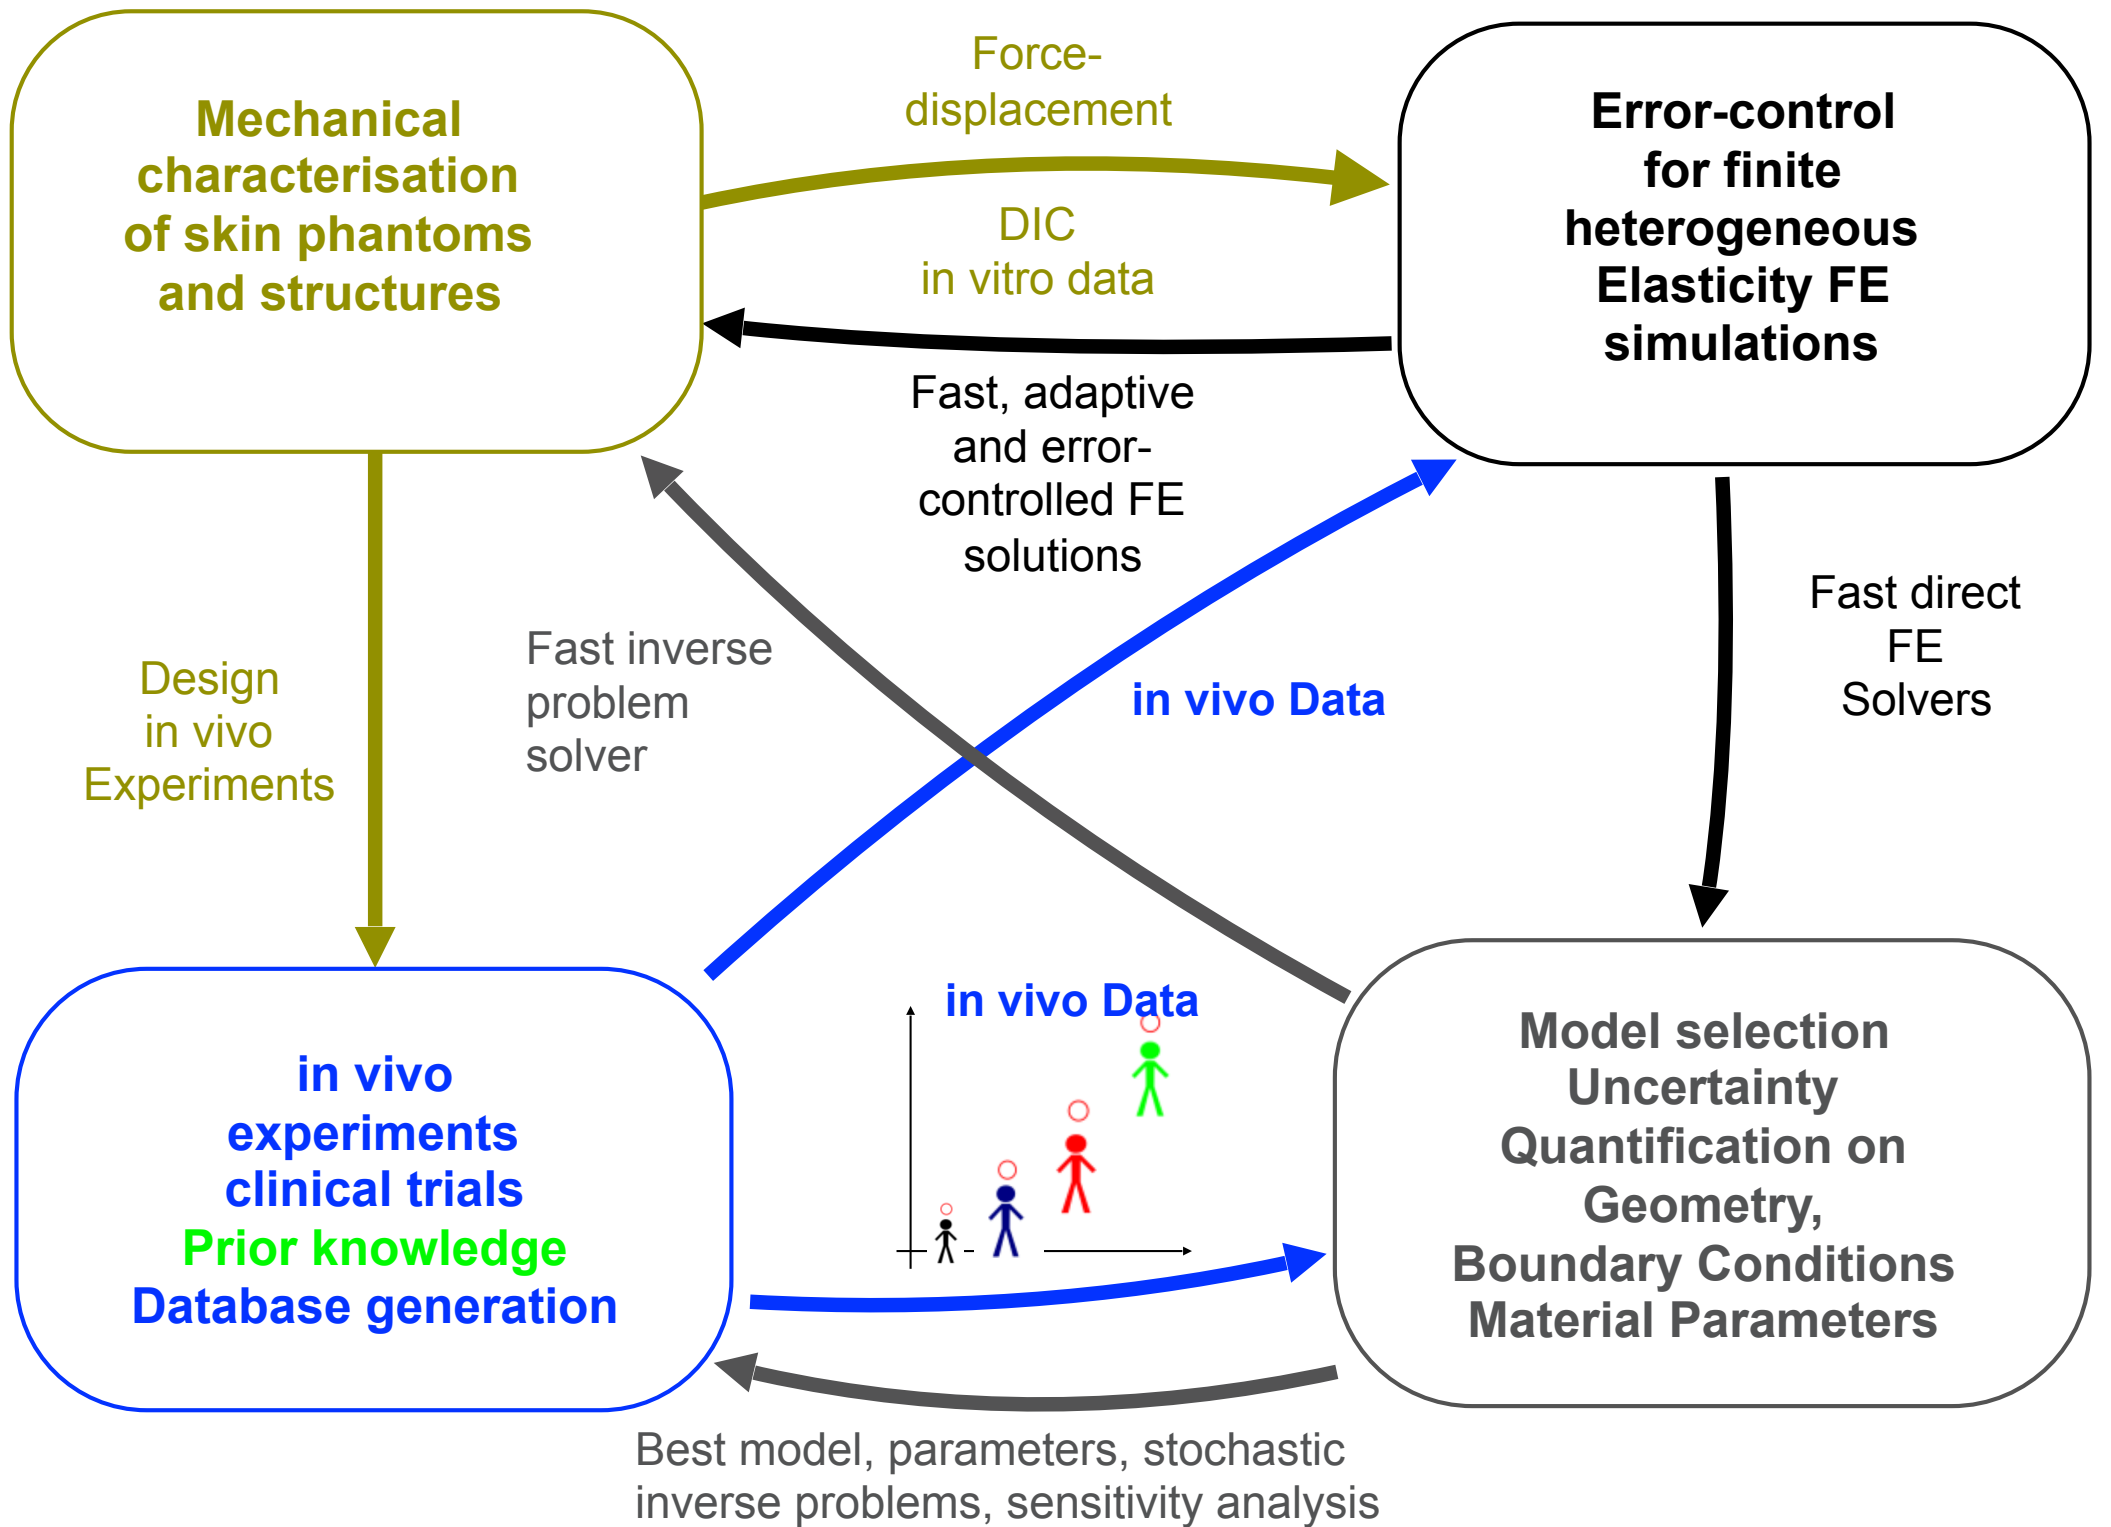 Mechanical
characterisation
of skin phantoms
and structures
Force-
displacement
DIC
in vitro data
Error-control
for finite
heterogeneous
Elasticity FE
simulations
Fast, adaptive
and error-
controlled FE
solutions
Fast direct
FE
Solvers
Design
in vivo
Experiments
Fast inverse
problem
solver
in vivo Data
in vivo Data
in vivo
experiments
clinical trials
Prior knowledge
Database generation
Model selection
Uncertainty
Quantification on
Geometry,
Boundary Conditions
Material Parameters
Best model, parameters, stochastic
inverse problems, sensitivity analysis